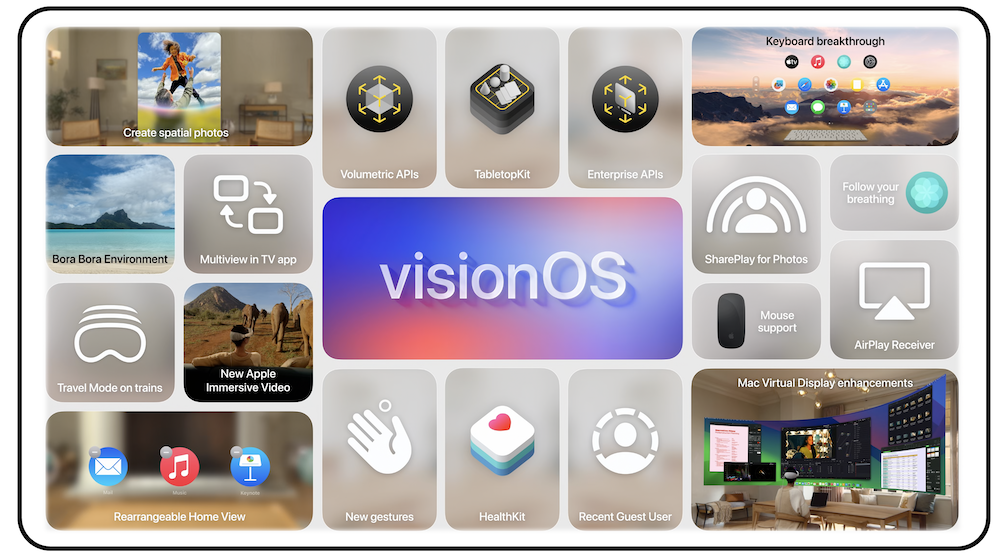 Create spatial photos
Volumetric APIs
TabletopKit
Enterprise APIs
Keyboard breakthrough
Bora Bora Environment
Multiview in TV app
visionOS
SharePlay for Photos
Follow your
breathing
Travel Mode on trains
New Apple
Immersive Video
Mouse
support
AirPlay Receiver
Rearrangeable Home View
Music
Keynote
New gestures
HealthKit
Recent Guest User
Mac Virtual Display enhancements